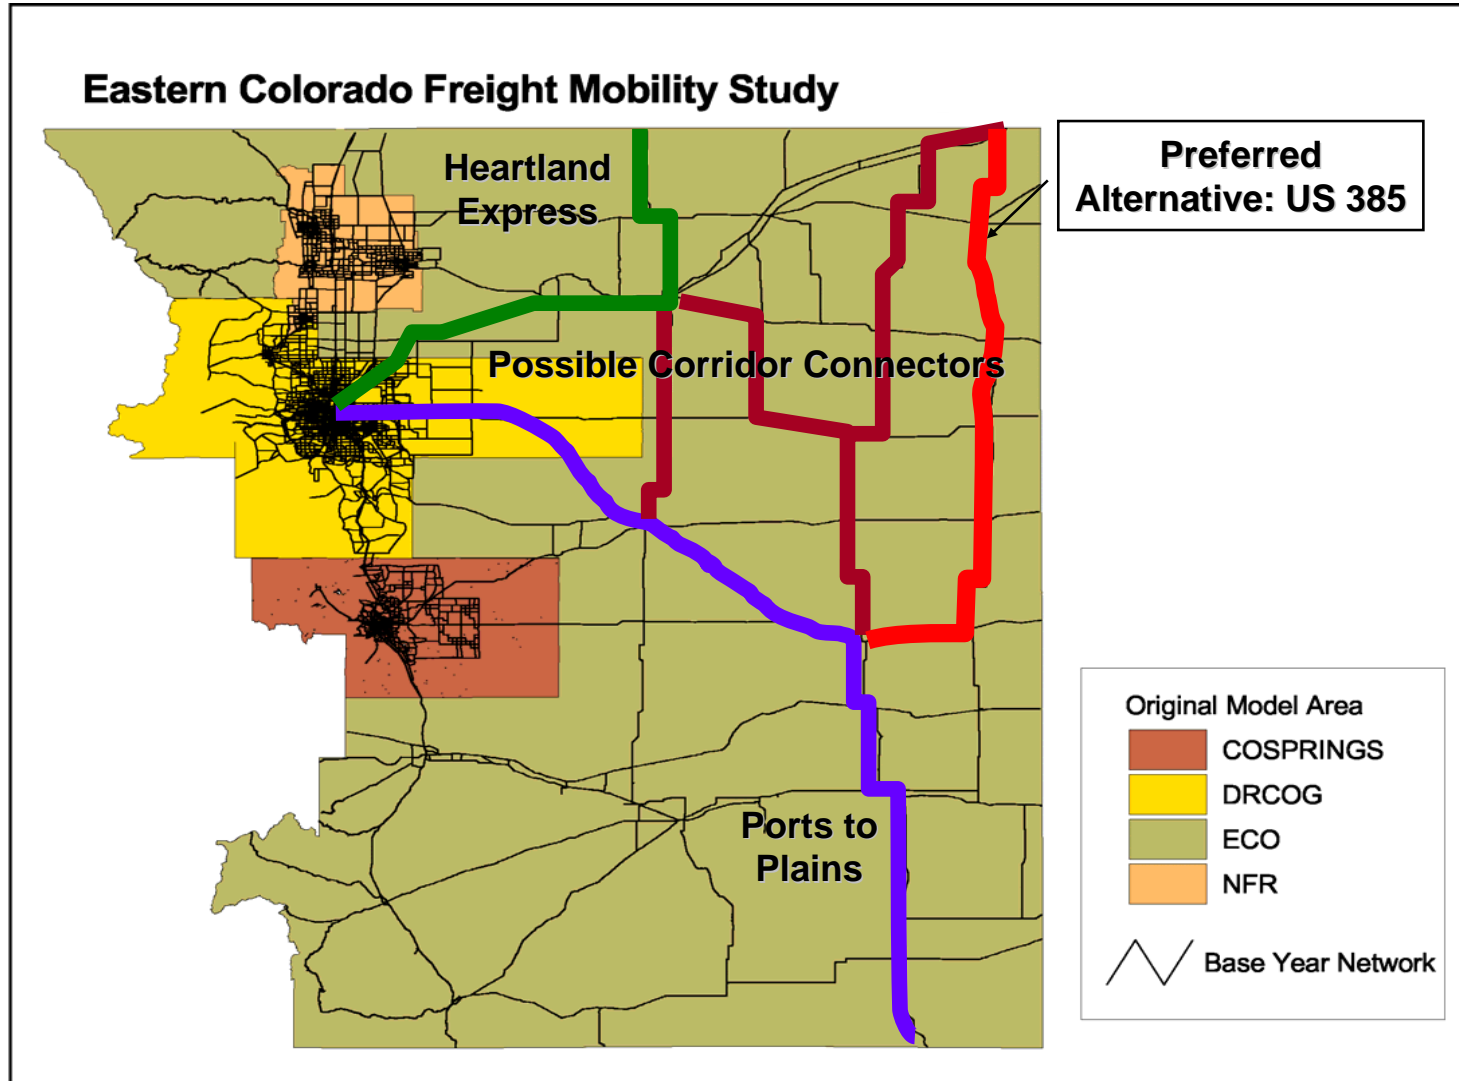 Eastern Colorado Freight Mobility Study
Heartland
Express
Preferred
Alternative: US 385
Possible Corridor Connectors
Ports to
Plains
Original Model Area
COSPRINGS
DRCOG
ECO
NFR
Base Year Network